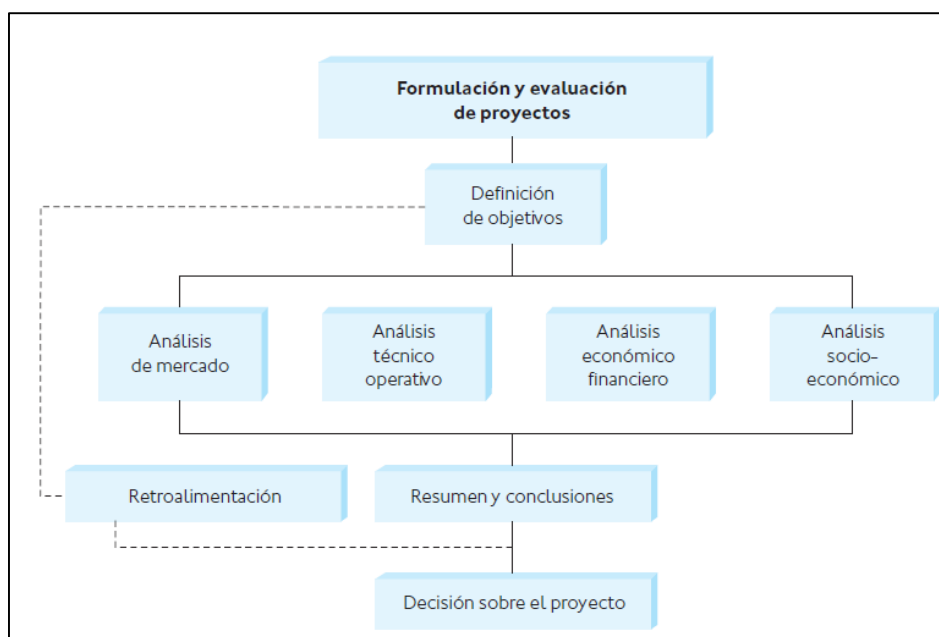 Formulación y evaluación
de proyectos
Definición
de objetivos
Análisis
de mercado
Análisis
técnico
operativo
Análisis
económico
financiero
Análisis
socio-
económico
Retroalimentación
Resumen y conclusiones
Decisión sobre el proyecto